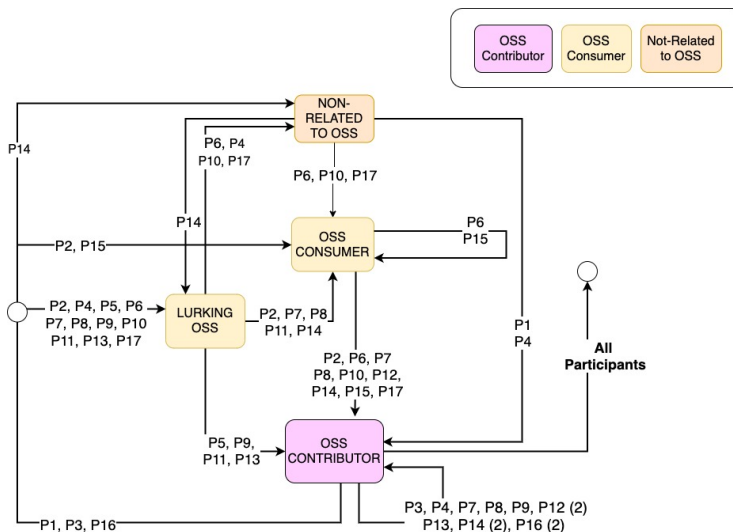 OSS
Contributor
OSS
Consumer
Not-Related
to OSS
NON-
RELATED
TO OSS
P14
P6, P4
P10, P17
P6, P10, P17
P14
P2, P15
OSS
CONSUMER
P6
P15
P2, P4, P5, P6
P7, P8, P9, P10
P11, P13, P17
LURKING
OSS
P2, P7, P8
P11, P14
P1
P4
All
Participants
P2, P6, P7
P8, P10, P12,
P14, P15, P17
P5, P9,
P11, P13
OSS
CONTRIBUTOR
P1, P3, P16
P3, P4, P7, P8, P9, P12 (2)
P13, P14 (2), P16 (2)